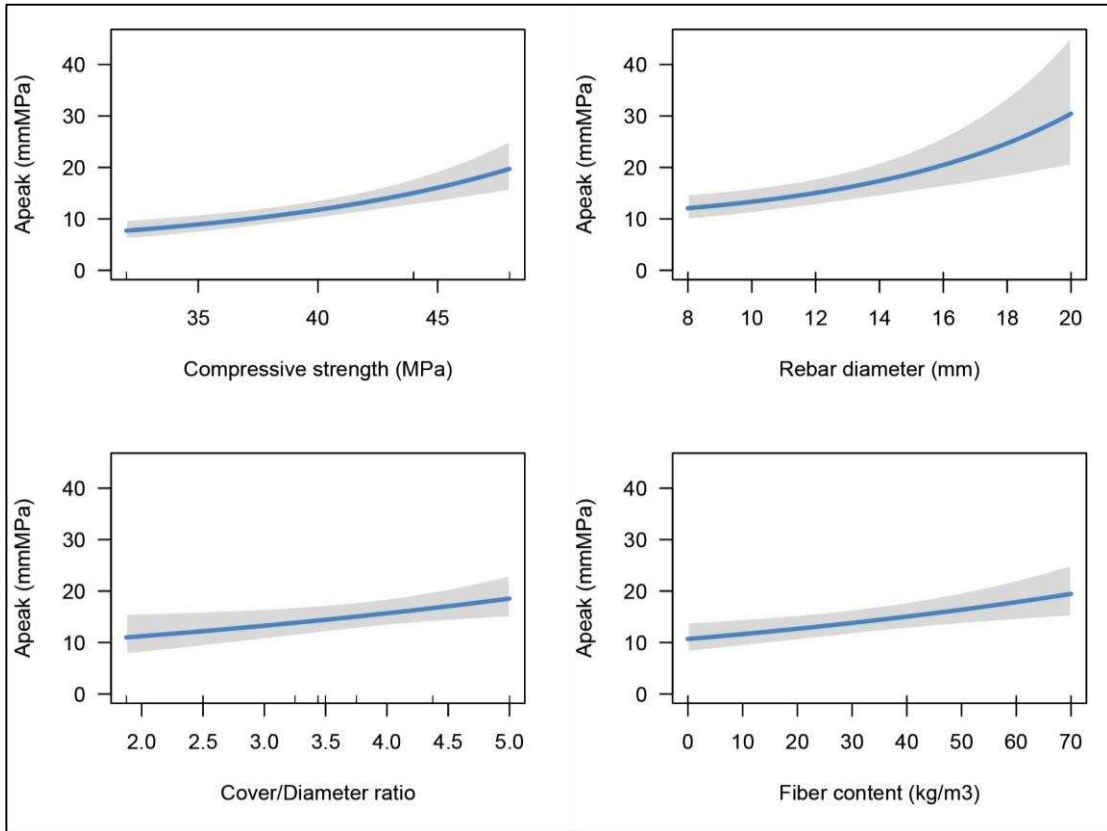 Apeak (mmMPa)
40
30
20
10
0
35 40 45
Compressive strength (MPa)
Apeak (mmMPa)
40
30
20
10
0
8 10 12 14 16 18 20
Rebar diameter (mm)
Apeak (mmMPa)
40
30
20
10
0
2.0 2.5 3.0 3.5 4.0 4.5 5.0
Cover/Diameter ratio
Apeak (mmMPa)
40
30
20
10
0
0 10 20 30 40 50 60 70
Fiber content (kg/m3)